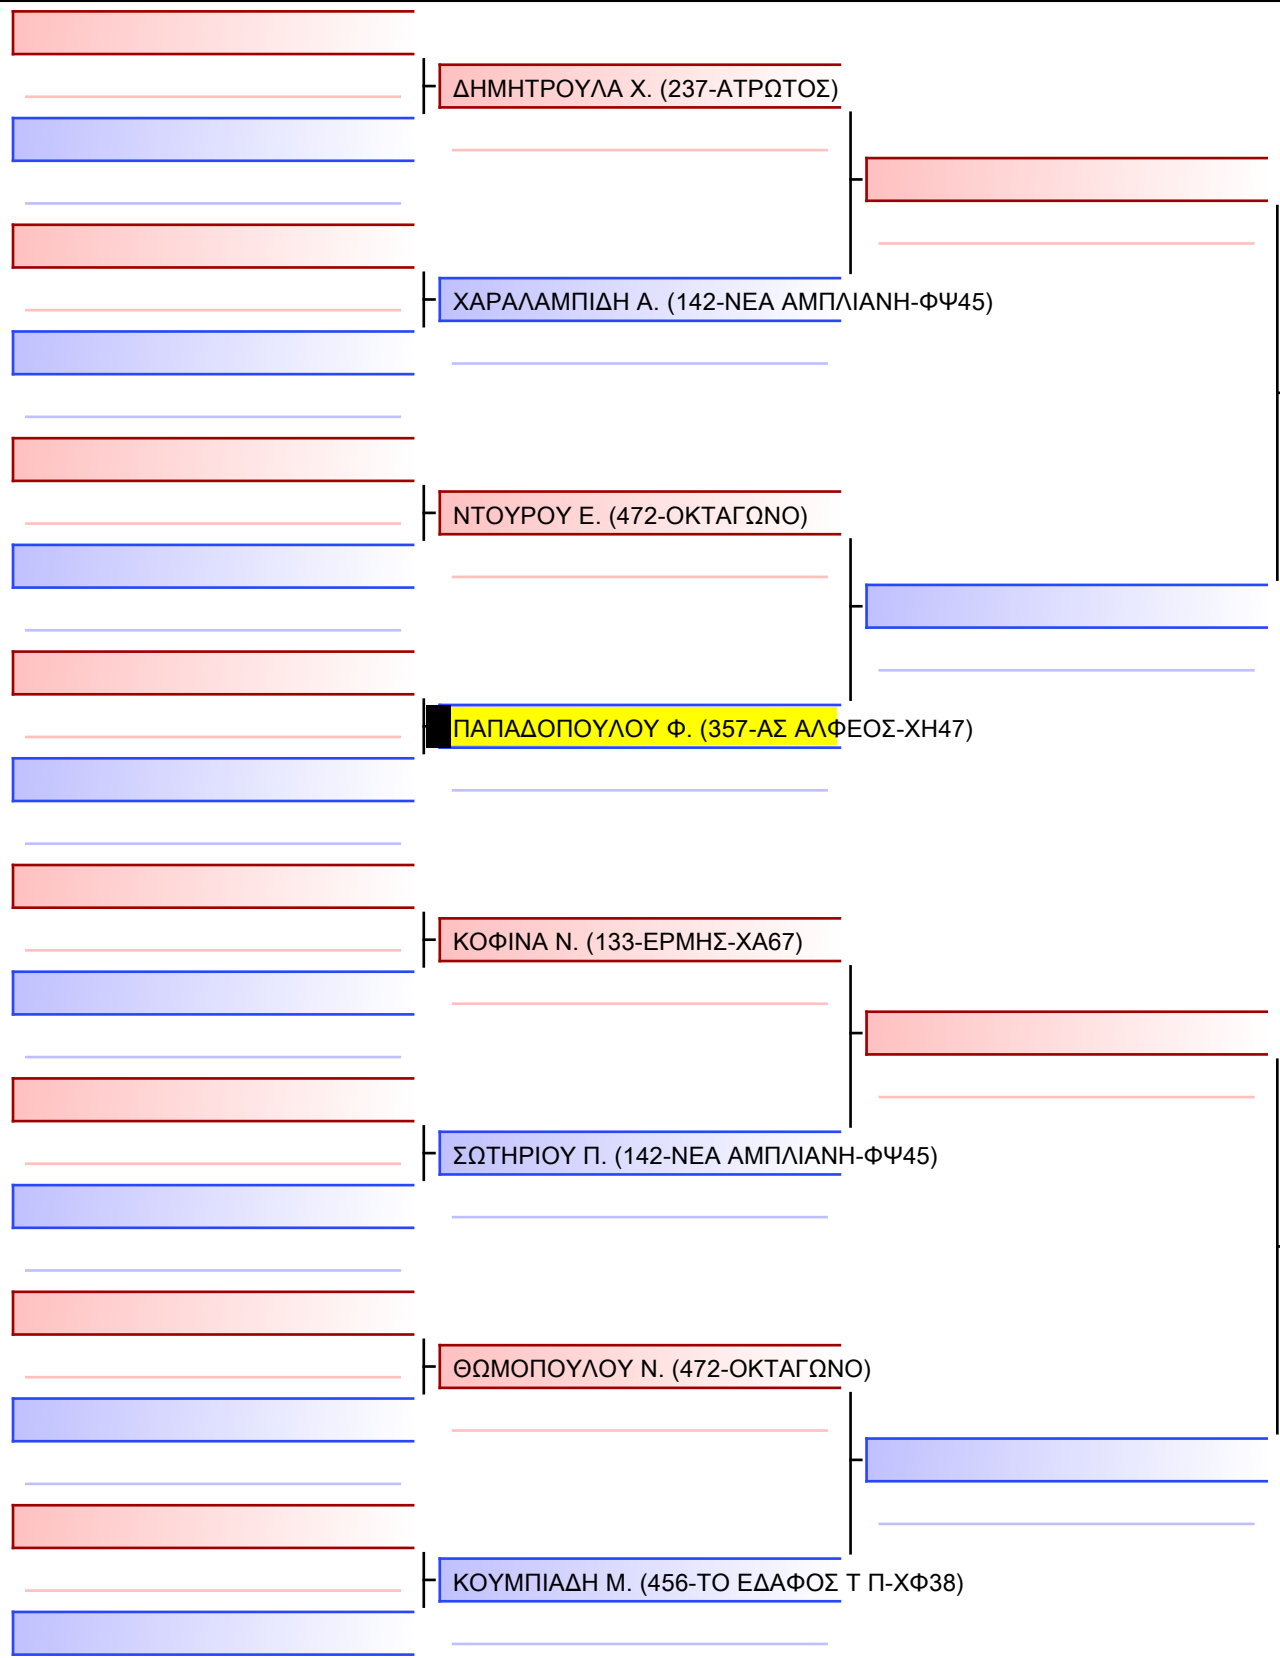 ΔΗΜΗΤΡΟΥΛΑ Χ. (237-ΑΤΡΩΤΟΣ)
ΧΑΡΑΛΑΜΠΙΔΗ Α. (142-ΝΕΑ ΑΜΠΛΙΑΝΗ-ΦΨ45)
ΝΤΟΥΡΟΥ Ε. (472-ΟΚΤΑΓΩΝΟ)
ΠΑΠΑΔΟΠΟΥΛΟΥ Φ. (357-ΑΣ ΑΛΦΕΟΣ-ΧΗ47)
ΚΟΦΙΝΑ Ν. (133-ΕΡΜΗΣ-ΧΑ67)
ΣΩΤΗΡΙΟΥ Π. (142-ΝΕΑ ΑΜΠΛΙΑΝΗ-ΦΨ45)
ΘΩΜΟΠΟΥΛΟΥ Ν. (472-ΟΚΤΑΓΩΝΟ)
ΚΟΥΜΠΙΑΔΗ Μ. (456-ΤΟ ΕΔΑΦΟΣ Τ Π-ΧΦ38)